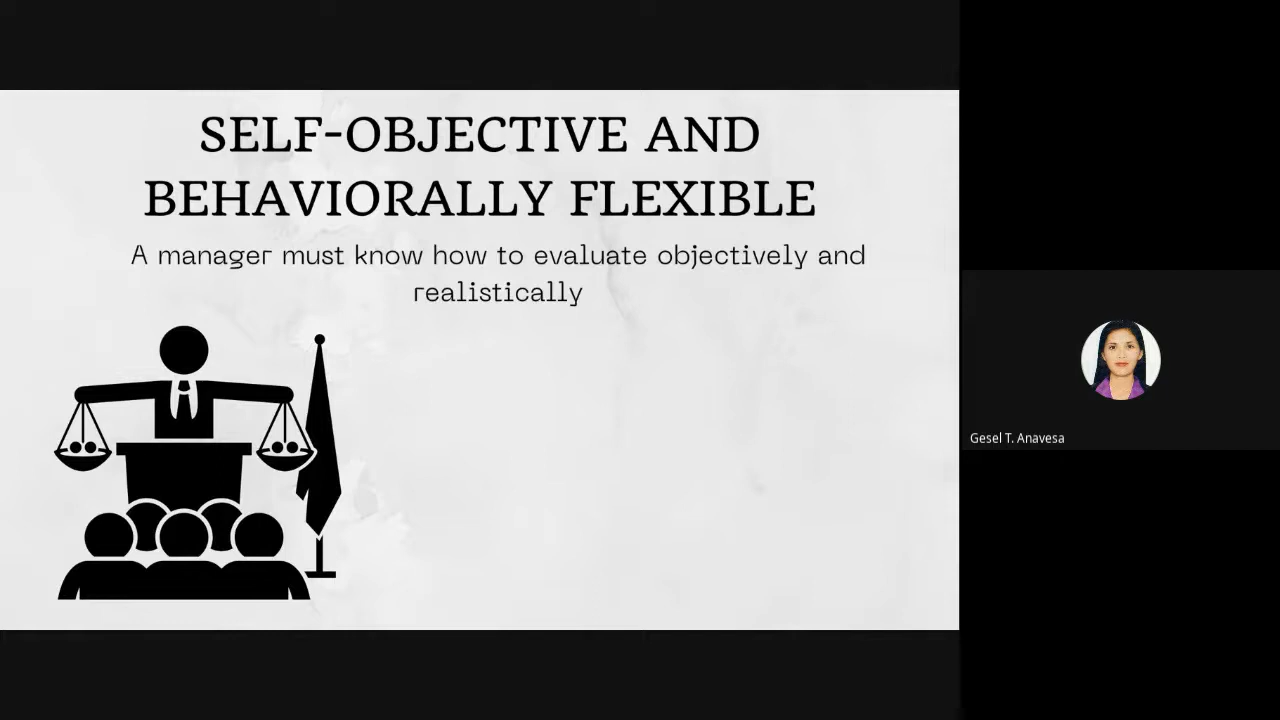 SELF-OBJECTIVE AND
BEHAVIORALLY FLEXIBLE
A manager must know how to evaluate objectively and
realistically
Gesel T. Anavesa